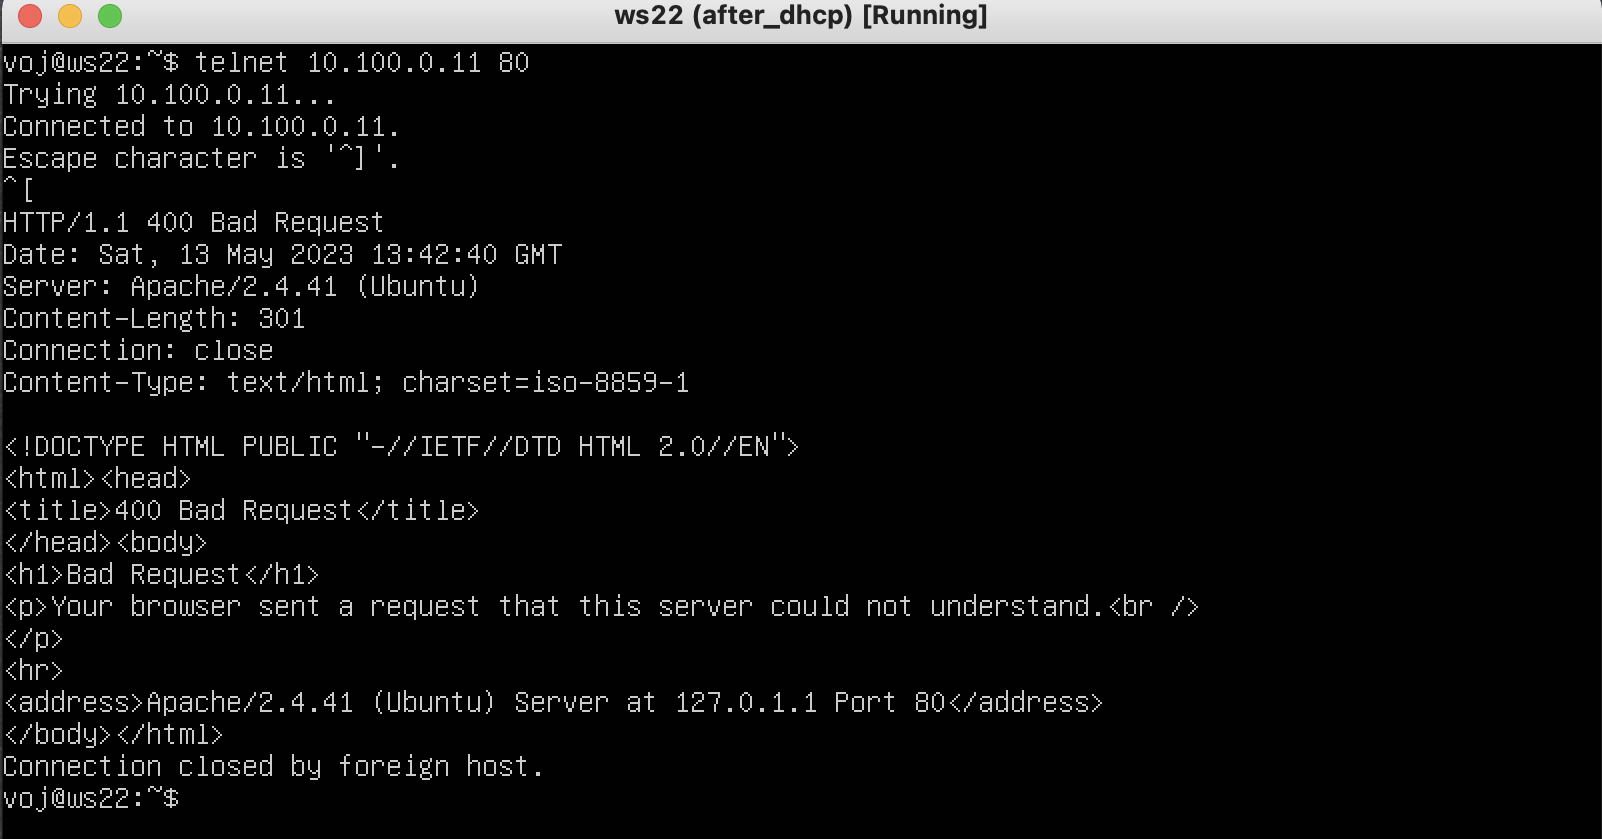 ws22 (after_dhcp) [Running]
voj@ws22:~$ telnet 10.100.0.11 80
Trying 10.100.0.11...
Connected to 10.100.0.11.
Escape character is '^]'.
^[
HTTP/1.1 400 Bad Request
Date: Sat, 13 May 2023 13:42:40 GMT
Server: Apache/2.4.41 (Ubuntu)
Content-Length: 301
Connection: close
Content-Type: text/html; charset=iso-8859-1

<!DOCTYPE HTML PUBLIC "-//IETF//DTD HTML 2.0//EN">
<html><head>
<title>400 Bad Request</title>
</head><body>
<h1>Bad Request</h1>
<p>Your browser sent a request that this server could not understand.<br />
</p>
<hr>
<address>Apache/2.4.41 (Ubuntu) Server at 127.0.1.1 Port 80</address>
</body></html>
Connection closed by foreign host.
voj@ws22:~$